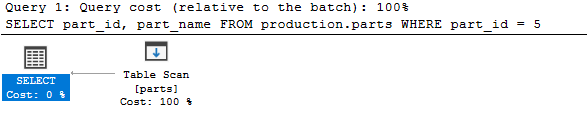 Query 1: Query cost (relative to the batch): 100%
SELECT part_id, part_name FROM production.parts WHERE part_id = 5
SELECT
Cost: 0 %
Table Scan
[parts]
Cost: 100 %